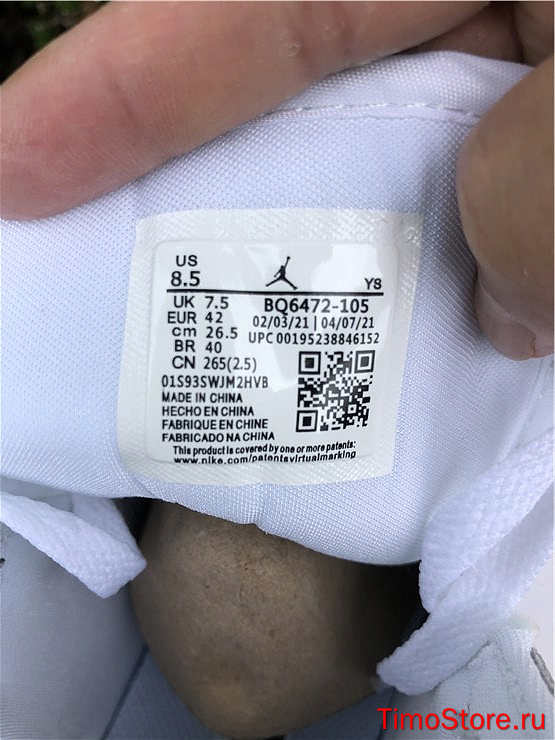 US
8.5 YS
UK 7.5 BQ6472-105
EUR 42 02/03/21 | 04/07/21
cm 26.5 UPC 00195238846152
BR 40
CN 265(2.5)
01S93SWJM2HVB
MADE IN CHINA
HECHO EN CHINA
FABRIQUE EN CHINE
FABRICADO NA CHINA
This product is covered by one or more patents:
www.nike.com/patentsvirtualmarking
TimoStore.ru